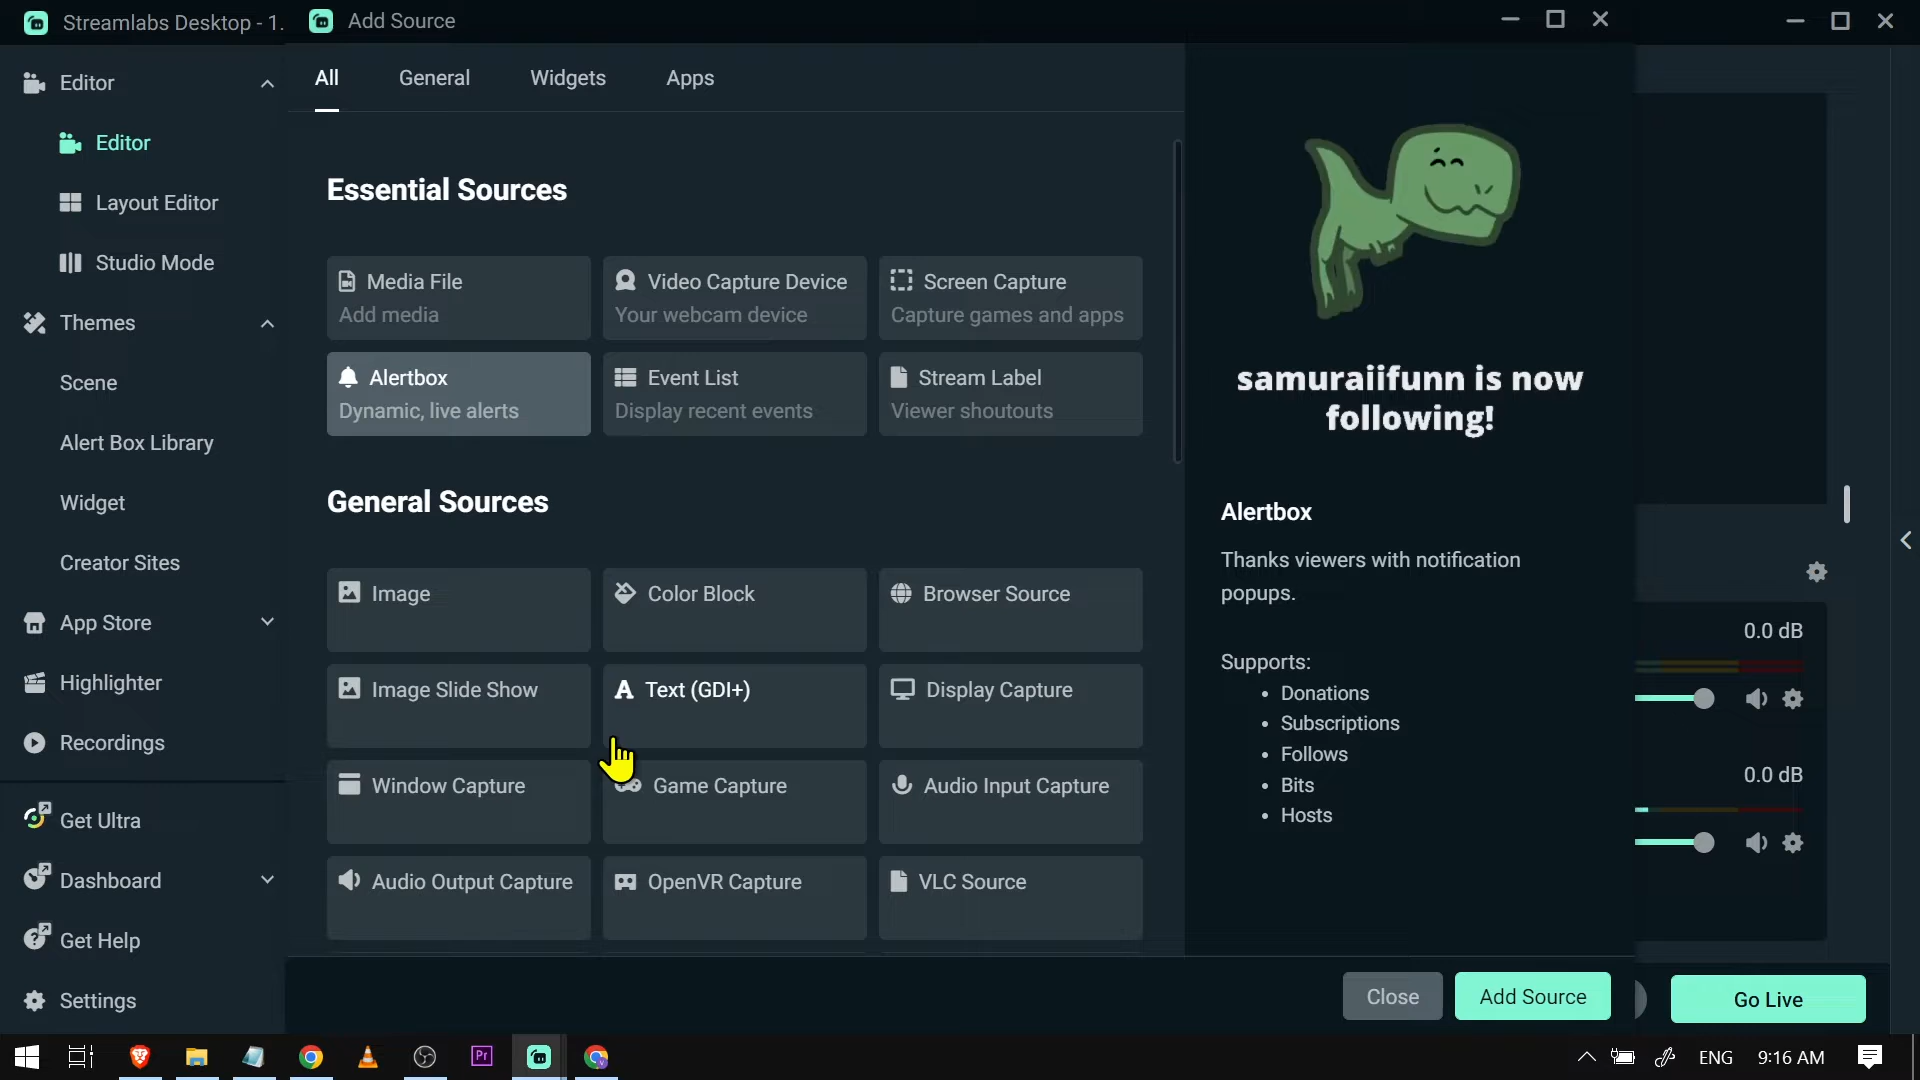 Streamlabs Desktop - 1.
Add Source
Editor
Editor
Layout Editor
Studio Mode
Themes
Scene
Alert Box Library
Widget
Creator Sites
App Store
Highlighter
Recordings
Get Ultra
Dashboard
Get Help
Settings
All
General
Widgets
Apps
Essential Sources
Media File
Add media
Video Capture Device
Your webcam device
Screen Capture
Capture games and apps
Alertbox
Dynamic, live alerts
Event List
Display recent events
Stream Label
Viewer shoutouts
General Sources
Image
Color Block
Browser Source
Image Slide Show
Text (GDI+)
Display Capture
Window Capture
Game Capture
Audio Input Capture
Audio Output Capture
OpenVR Capture
VLC Source
samuraiifunn is now
following!
Alertbox
Thanks viewers with notification
popups.
Supports:
• Donations
• Subscriptions
• Follows
• Bits
• Hosts
0.0 dB
0.0 dB
Close
Add Source
Go Live
Pr
ENG
9:16 AM